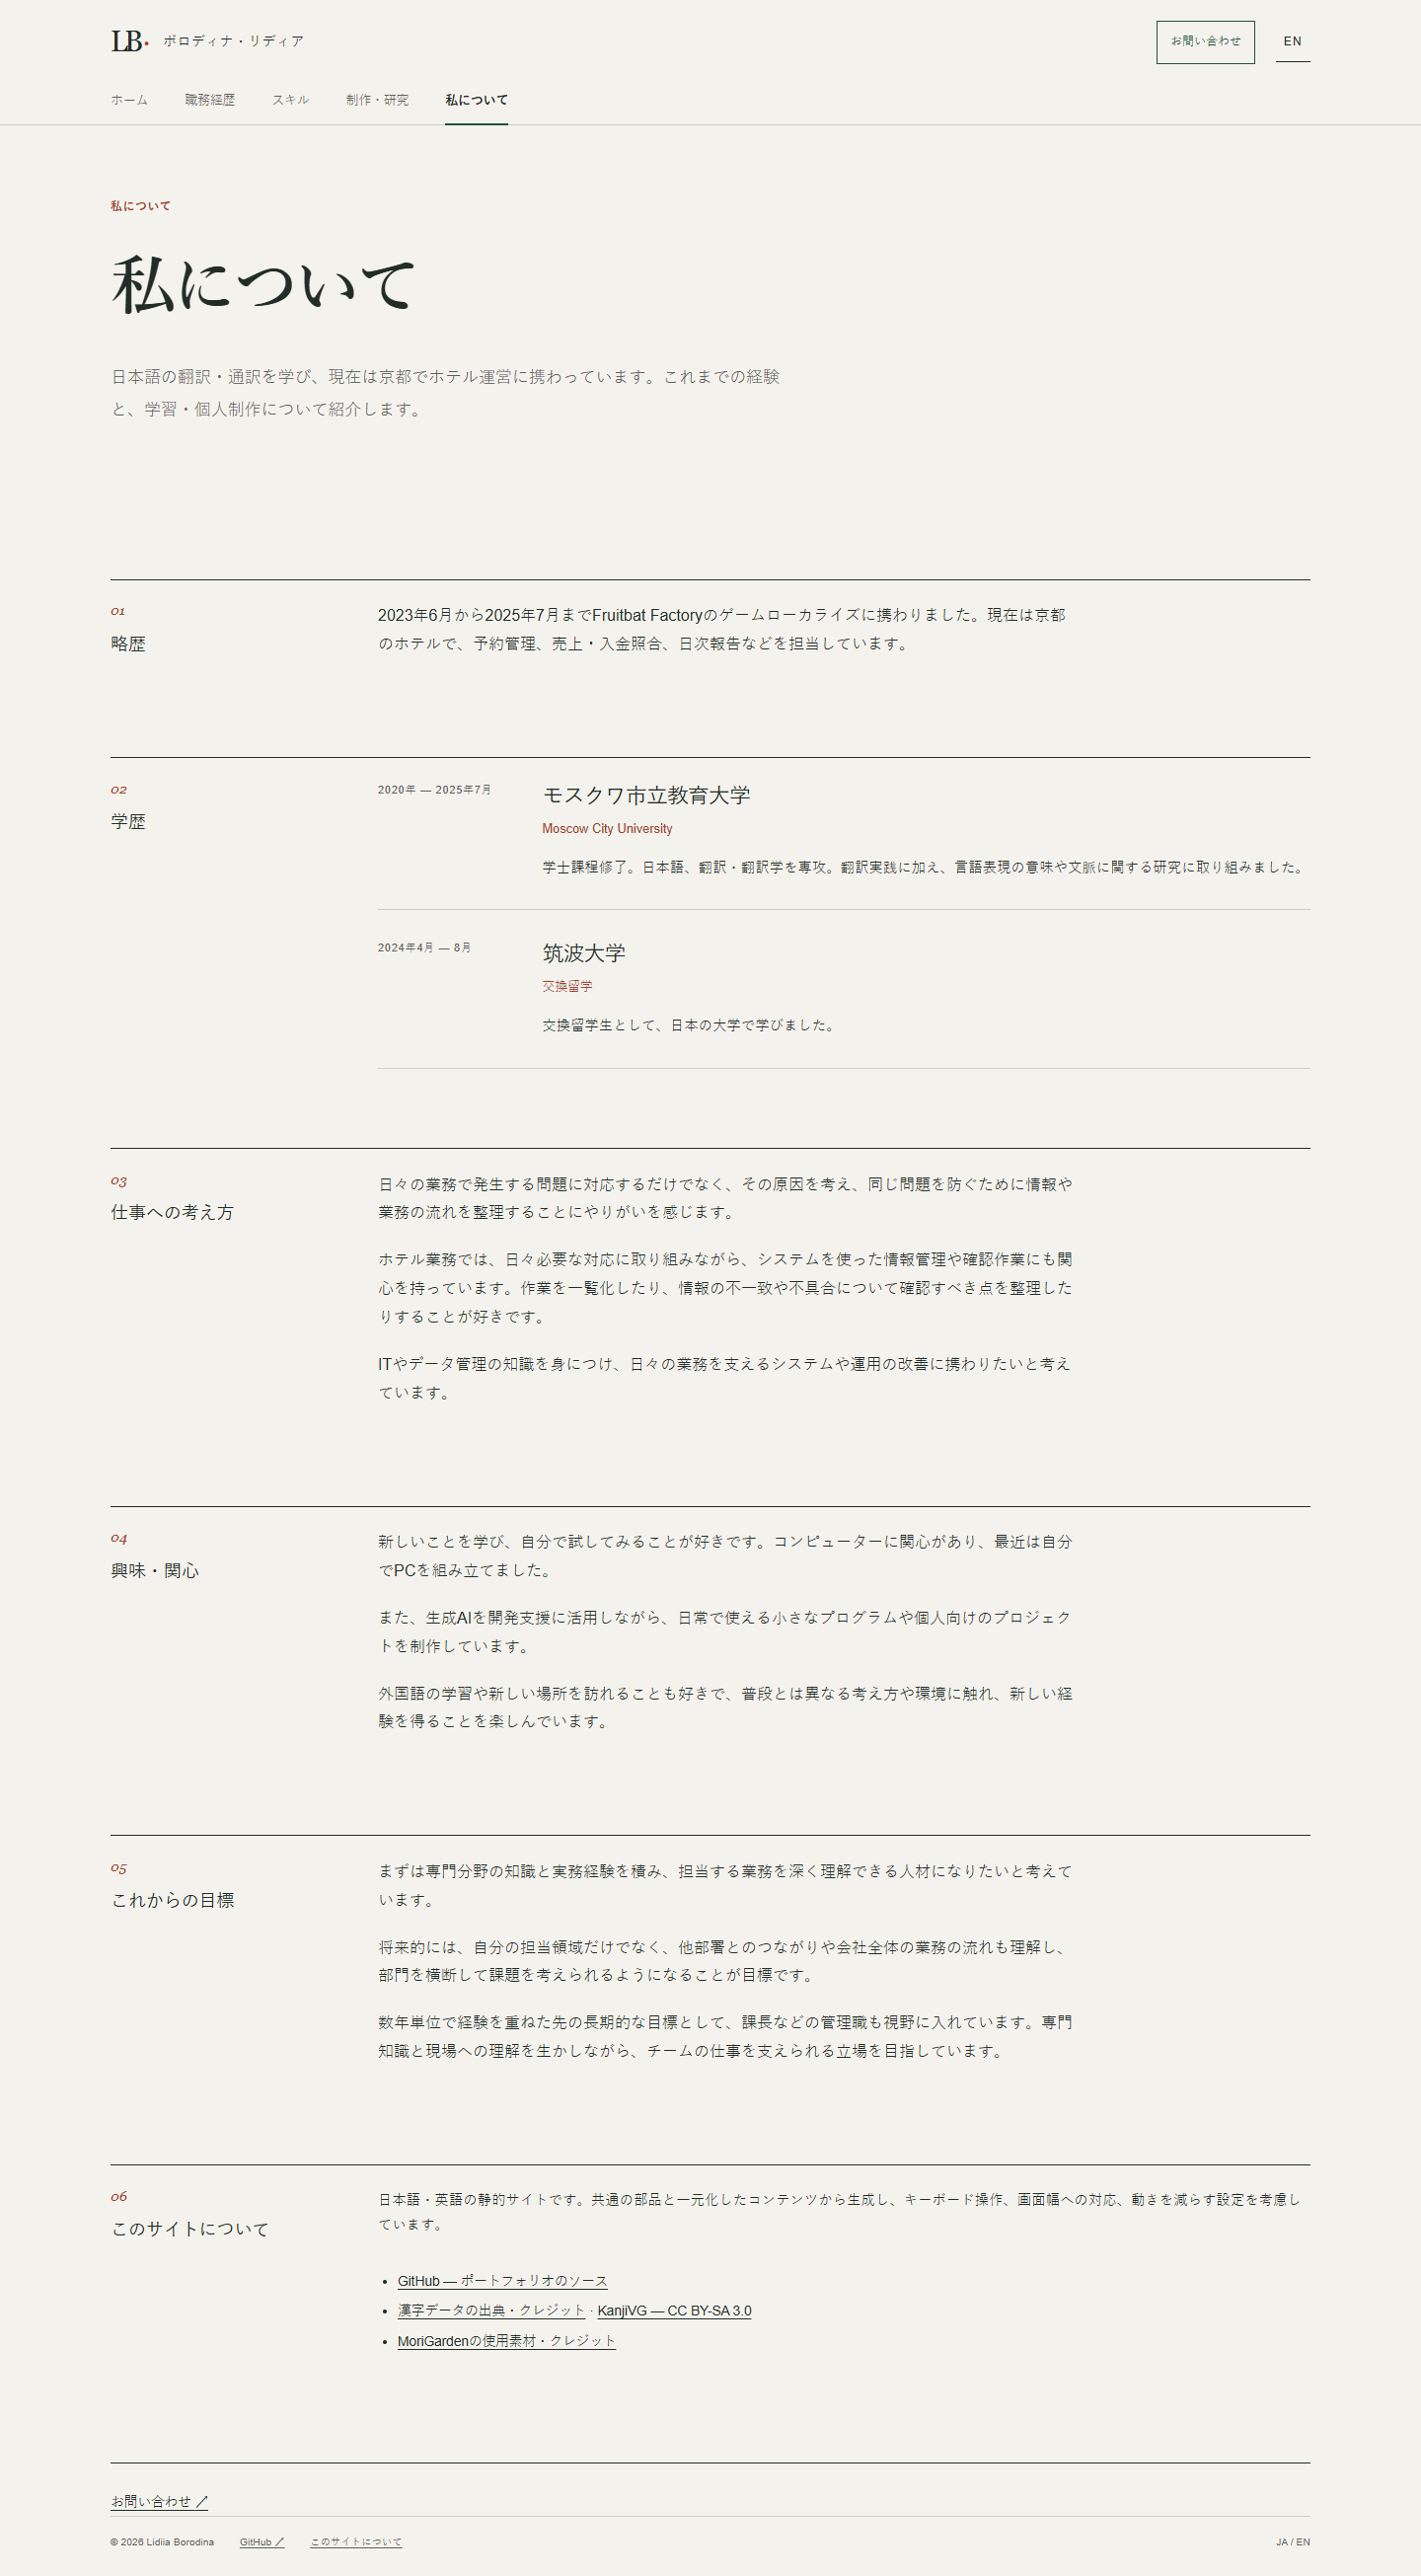 LB. ボロディナ・リディア
お問い合わせ
EN
ホーム 職務経歴 スキル 制作・研究 私について
私について
私について
日本語の翻訳・通訳を学び、現在は京都でホテル運営に携わっています。これまでの経験
と、学習・個人制作について紹介します。
01
略歴
2023年6月から2025年7月までFruitbat Factoryのゲームローカライズに携わりました。現在は京都
のホテルで、予約管理、売上・入金照合、日次報告などを担当しています。
02
学歴
2020年 — 2025年7月
モスクワ市立教育大学
Moscow City University
学士課程修了。日本語、翻訳・翻訳学を専攻。翻訳実践に加え、言語表現の意味や文脈に関する研究に取り組みました。
2024年4月 — 8月
筑波大学
交換留学
交換留学生として、日本の大学で学びました。
03
仕事への考え方
日々の業務で発生する問題に対応するだけでなく、その原因を考え、同じ問題を防ぐために情報や
業務の流れを整理することにやりがいを感じます。
ホテル業務では、日々必要な対応に取り組みながら、システムを使った情報管理や確認作業にも関
心を持っています。作業を一覧化したり、情報の不一致や不具合について確認すべき点を整理した
りすることが好きです。
ITやデータ管理の知識を身につけ、日々の業務を支えるシステムや運用の改善に携わりたいと考え
ています。
04
興味・関心
新しいことを学び、自分で試してみることが好きです。コンピューターに関心があり、最近は自分
でPCを組み立てました。
また、生成AIを開発支援に活用しながら、日常で使える小さなプログラムや個人向けのプロジェク
トを制作しています。
外国語の学習や新しい場所を訪れることも好きで、普段とは異なる考え方や環境に触れ、新しい経
験を得ることを楽しんでいます。
05
これからの目標
まずは専門分野の知識と実務経験を積み、担当する業務を深く理解できる人材になりたいと考えて
います。
将来的には、自分の担当領域だけでなく、他部署とのつながりや会社全体の業務の流れも理解し、
部門を横断して課題を考えられるようになることが目標です。
数年単位で経験を重ねた先の長期的な目標として、課長などの管理職も視野に入れています。専門
知識と現場への理解を生かしながら、チームの仕事を支えられる立場を目指しています。
06
このサイトについて
日本語・英語の静的サイトです。共通の部品と一元化したコンテンツから生成し、キーボード操作、画面幅への対応、動きを減らす設定を考慮し
ています。
• GitHub — ポートフォリオのソース
• 漢字データの出典・クレジット · KanjiVG — CC BY-SA 3.0
• MoriGardenの使用素材・クレジット
お問い合わせ ↗
© 2026 Lidiia Borodina GitHub ↗ このサイトについて JA / EN